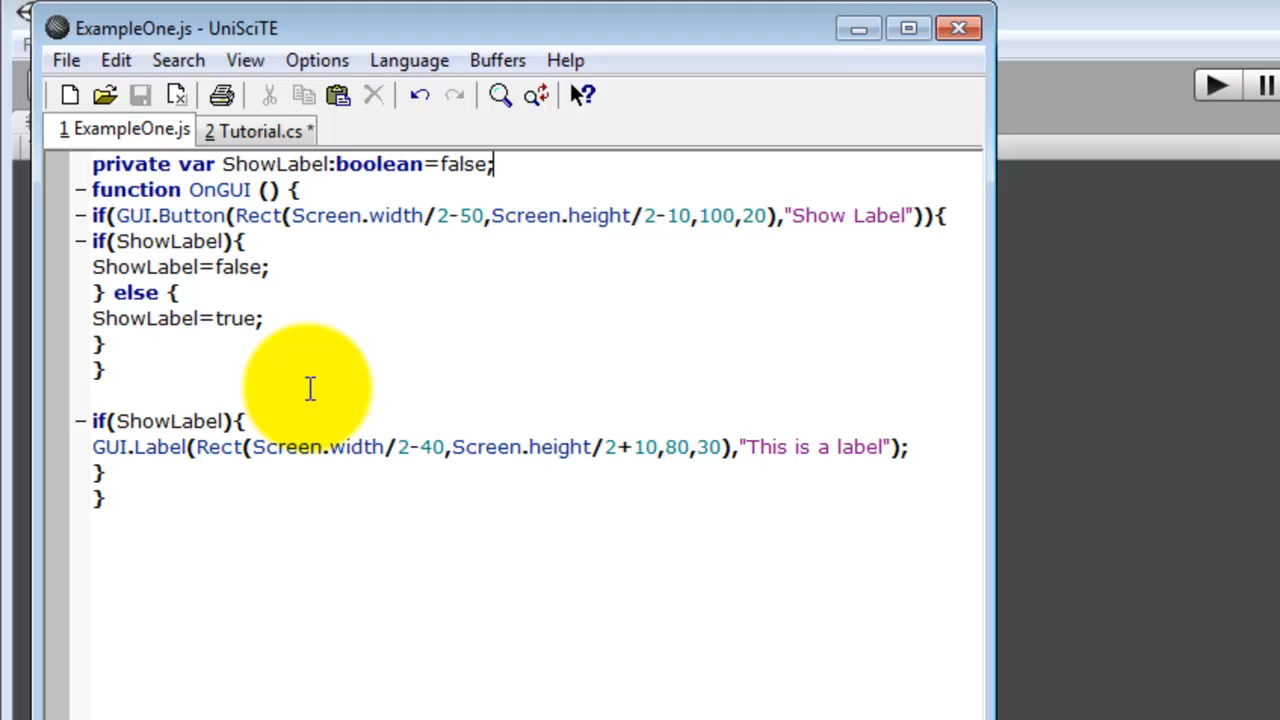 ExampleOne.js - UniSciTE
File Edit Search View Options Language Buffers Help
1 ExampleOne.js 2 Tutorial.cs *
private var ShowLabel:boolean=false;
function OnGUI () {
if(GUI.Button(Rect(Screen.width/2-50,Screen.height/2-10,100,20),"Show Label")){
if(ShowLabel){
ShowLabel=false;
} else {
ShowLabel=true;
}
}
if(ShowLabel){
GUI.Label(Rect(Screen.width/2-40,Screen.height/2+10,80,30),"This is a label");
}
}